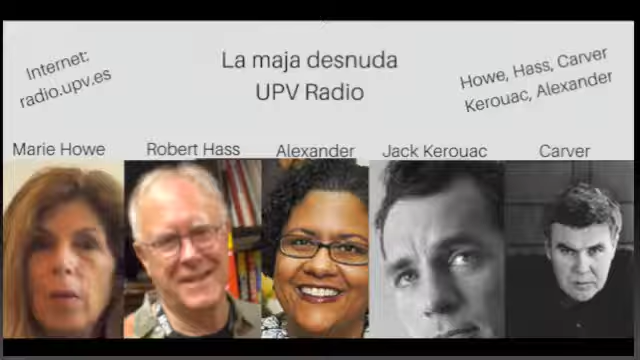 Internet:
radio.upv.es
La maja desnuda
UPV Radio
Howe, Hass, Carver
Kerouac, Alexander
Marie Howe
Robert Hass
Alexander
Jack Kerouac
Carver